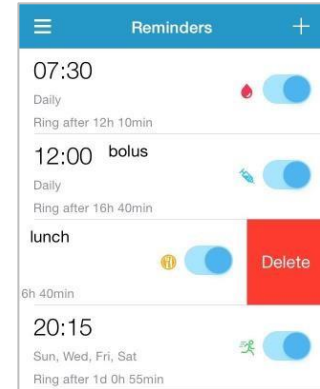 Reminders
07:30
Daily
Ring after 12h 10min
12:00 bolus
Daily
Ring after 16h 40min
lunch
Delete
6h 40min
20:15
Sun, Wed, Fri, Sat
Ring after 1d 0h 55min